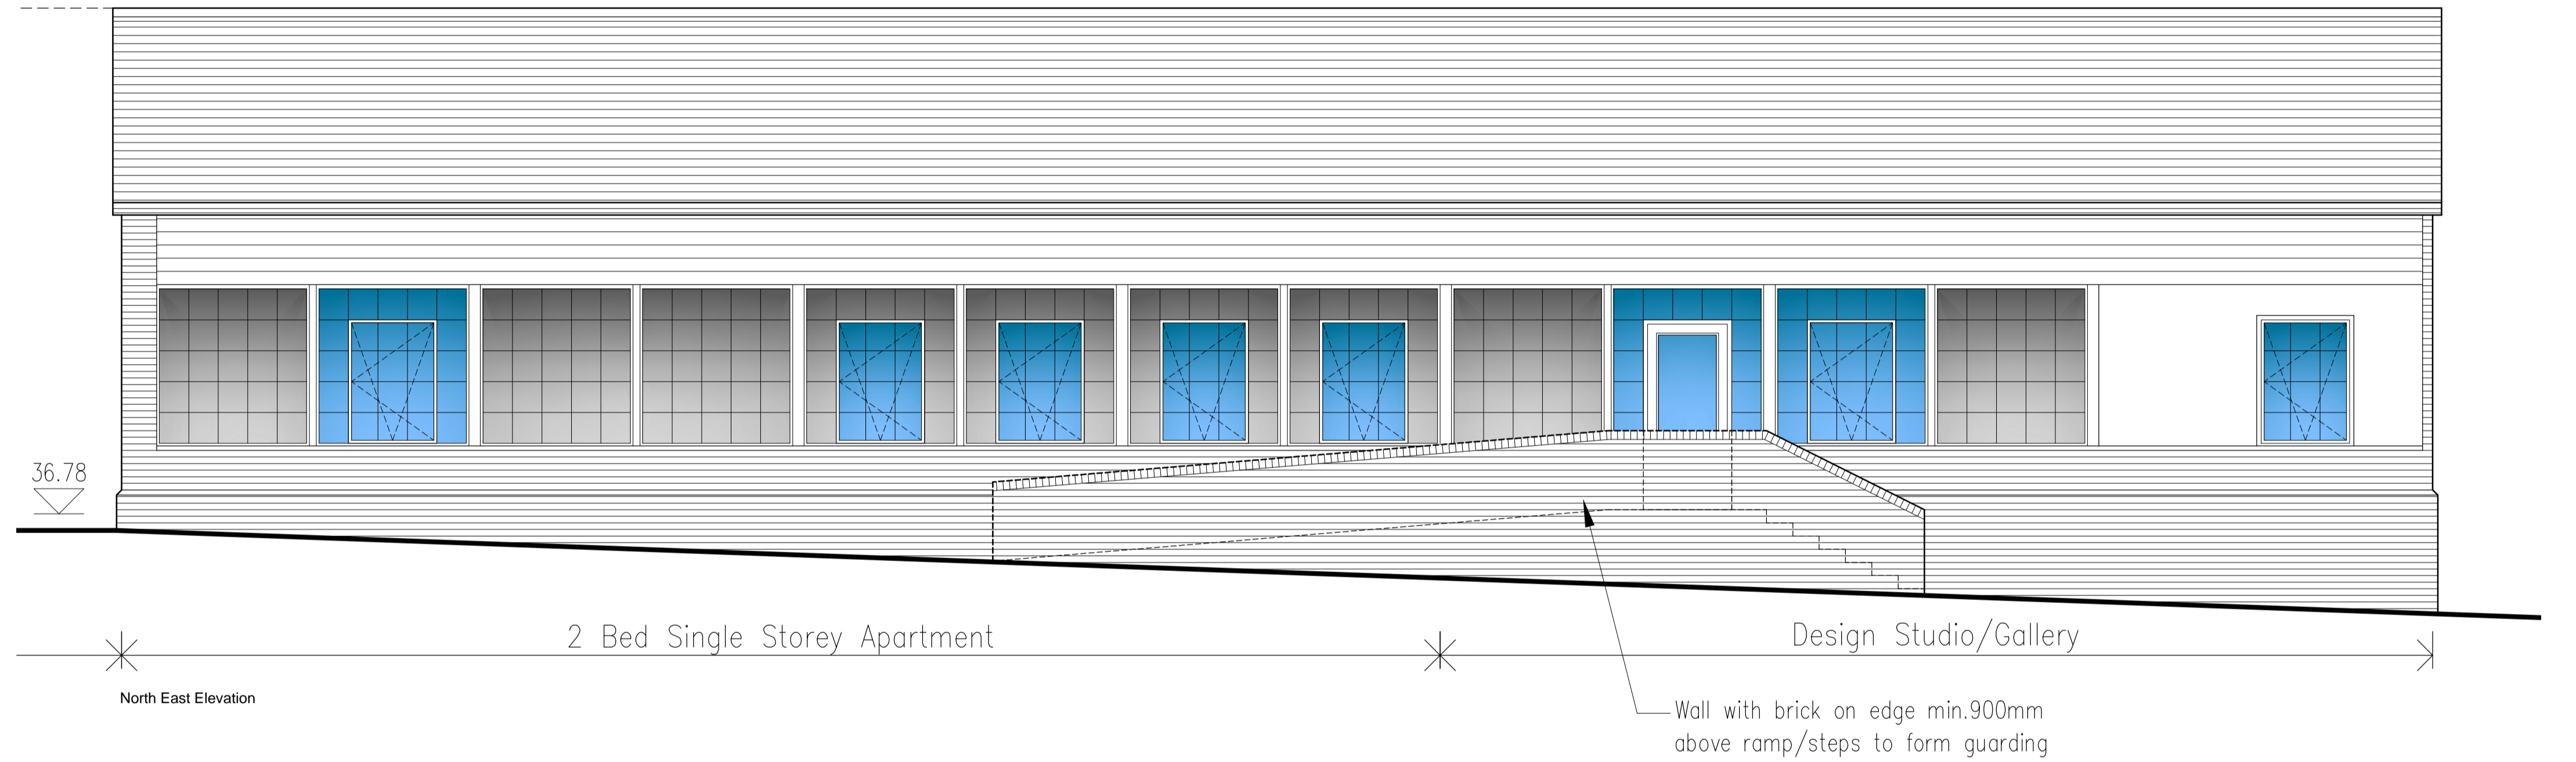 36.78
2 Bed Single Storey Apartment
Design Studio/Gallery
North East Elevation
Wall with brick on edge min.900mm
above ramp/steps to form guarding